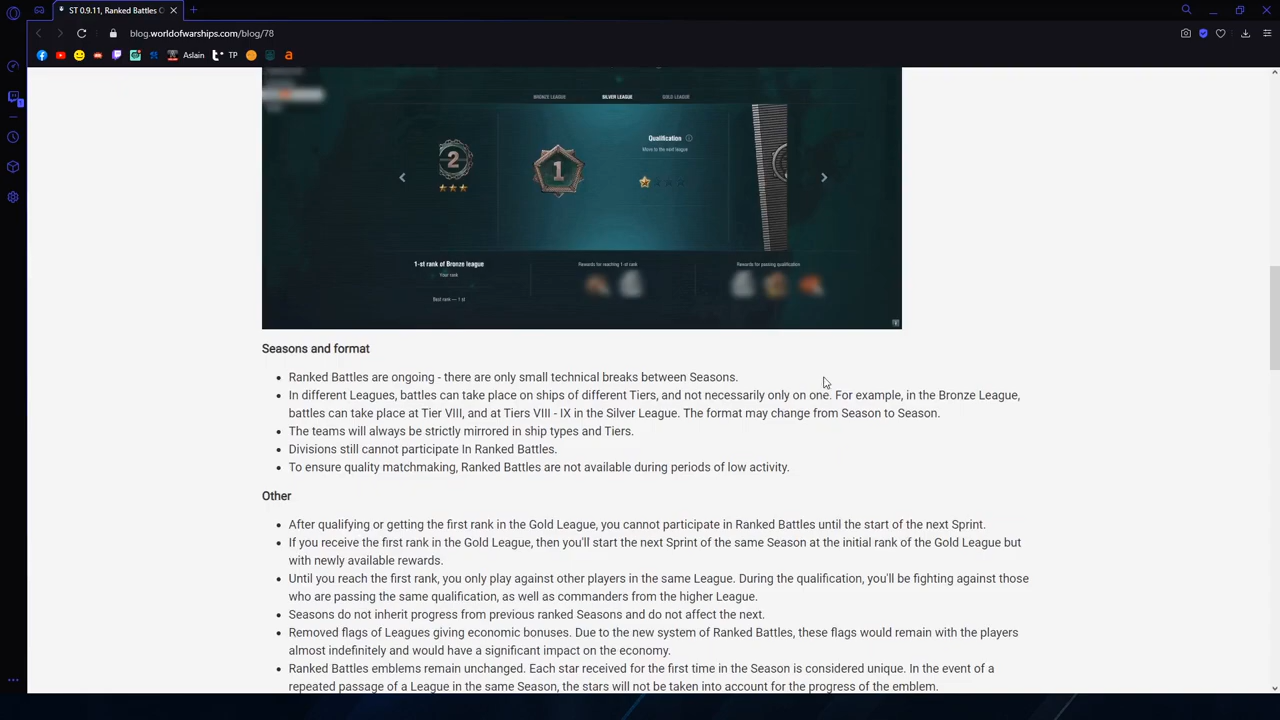 ST 0.9.11, Ranked Battles C
blog.worldofwarships.com/blog/78
Aslain
TP
BRONZE LEAGUE SILVER LEAGUE GOLD LEAGUE
Qualification
Move to the next league
2
1
1-st rank of Bronze league
Your rank
Best rank — 1 st
Rewards for reaching 1-st rank
Rewards for passing qualification
Seasons and format
• Ranked Battles are ongoing - there are only small technical breaks between Seasons.
• In different Leagues, battles can take place on ships of different Tiers, and not necessarily only on one. For example, in the Bronze League,
battles can take place at Tier VIII, and at Tiers VIII - IX in the Silver League. The format may change from Season to Season.
• The teams will always be strictly mirrored in ship types and Tiers.
• Divisions still cannot participate In Ranked Battles.
• To ensure quality matchmaking, Ranked Battles are not available during periods of low activity.
Other
• After qualifying or getting the first rank in the Gold League, you cannot participate in Ranked Battles until the start of the next Sprint.
• If you receive the first rank in the Gold League, then you'll start the next Sprint of the same Season at the initial rank of the Gold League but
with newly available rewards.
• Until you reach the first rank, you only play against other players in the same League. During the qualification, you'll be fighting against those
who are passing the same qualification, as well as commanders from the higher League.
• Seasons do not inherit progress from previous ranked Seasons and do not affect the next.
• Removed flags of Leagues giving economic bonuses. Due to the new system of Ranked Battles, these flags would remain with the players
almost indefinitely and would have a significant impact on the economy.
• Ranked Battles emblems remain unchanged. Each star received for the first time in the Season is considered unique. In the event of a
repeated passage of a League in the same Season, the stars will not be taken into account for the progress of the emblem.